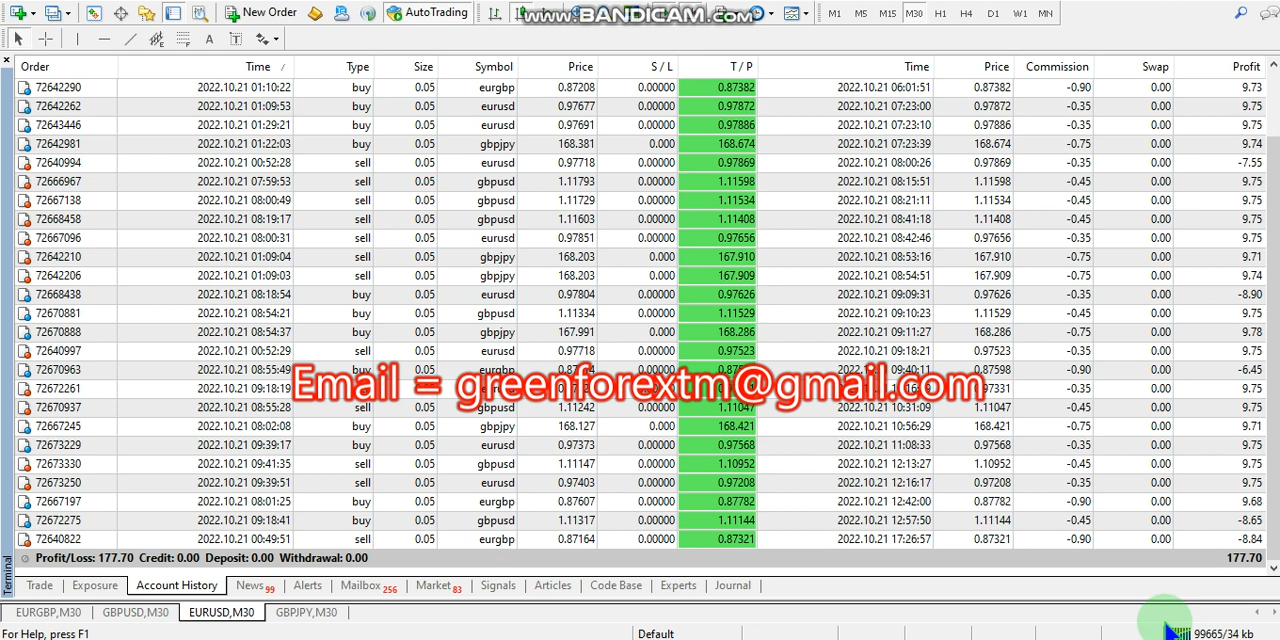 New Order AutoTrading www.BANDICAM.com M1 M5 M15 M30 H1 H4 D1 W1 MN
Order Time / Type Size Symbol Price S / L T / P Time Price Commission Swap Profit
72642290 2022.10.21 01:10:22 buy 0.05 eurgbp 0.87208 0.00000 0.87382 2022.10.21 06:01:51 0.87382 -0.90 0.00 9.73
72642262 2022.10.21 01:09:53 buy 0.05 eurusd 0.97677 0.00000 0.97872 2022.10.21 07:23:00 0.97872 -0.35 0.00 9.75
72643446 2022.10.21 01:29:21 buy 0.05 eurusd 0.97691 0.00000 0.97886 2022.10.21 07:23:10 0.97886 -0.35 0.00 9.75
72642981 2022.10.21 01:22:03 buy 0.05 gbpjpy 168.381 0.000 168.674 2022.10.21 07:23:39 168.674 -0.75 0.00 9.74
72640994 2022.10.21 00:52:28 sell 0.05 eurusd 0.97718 0.00000 0.97869 2022.10.21 08:00:26 0.97869 -0.35 0.00 -7.55
72666967 2022.10.21 07:59:53 sell 0.05 gbpusd 1.11793 0.00000 1.11598 2022.10.21 08:15:51 1.11598 -0.45 0.00 9.75
72667138 2022.10.21 08:00:49 sell 0.05 gbpusd 1.11729 0.00000 1.11534 2022.10.21 08:21:11 1.11534 -0.45 0.00 9.75
72668458 2022.10.21 08:19:17 sell 0.05 gbpusd 1.11603 0.00000 1.11408 2022.10.21 08:41:18 1.11408 -0.45 0.00 9.75
72667096 2022.10.21 08:00:31 sell 0.05 eurusd 0.97851 0.00000 0.97656 2022.10.21 08:42:46 0.97656 -0.35 0.00 9.75
72642210 2022.10.21 01:09:04 sell 0.05 gbpjpy 168.203 0.000 167.910 2022.10.21 08:53:16 167.910 -0.75 0.00 9.71
72642206 2022.10.21 01:09:03 sell 0.05 gbpjpy 168.203 0.000 167.909 2022.10.21 08:54:51 167.909 -0.75 0.00 9.74
72668438 2022.10.21 08:18:54 buy 0.05 eurusd 0.97804 0.00000 0.97626 2022.10.21 09:09:31 0.97626 -0.35 0.00 -8.90
72670881 2022.10.21 08:54:21 buy 0.05 gbpusd 1.11334 0.00000 1.11529 2022.10.21 09:10:23 1.11529 -0.45 0.00 9.75
72670888 2022.10.21 08:54:37 buy 0.05 gbpjpy 167.991 0.000 168.286 2022.10.21 09:11:27 168.286 -0.75 0.00 9.78
72640997 2022.10.21 00:52:29 sell 0.05 eurusd 0.97718 0.00000 0.97523 2022.10.21 09:18:21 0.97523 -0.35 0.00 9.75
72670963 2022.10.21 08:55:49 09:40:11 0.87598 -0.90 0.00 -6.45
72672261 -0.35 0.00 9.75
Email = greenforextm@gmail.com
72670937 2022.10.21 08:55:28 sell 0.05 gbpusd 1.11242 0.00000 1.11047 2022.10.21 10:31:09 1.11047 -0.45 0.00 9.75
72667245 2022.10.21 08:02:08 buy 0.05 gbpjpy 168.127 0.000 168.421 2022.10.21 10:56:29 168.421 -0.75 0.00 9.71
72673229 2022.10.21 09:39:17 buy 0.05 eurusd 0.97373 0.00000 0.97568 2022.10.21 11:08:33 0.97568 -0.35 0.00 9.75
72673330 2022.10.21 09:41:35 sell 0.05 gbpusd 1.11147 0.00000 1.10952 2022.10.21 12:13:27 1.10952 -0.45 0.00 9.75
72673250 2022.10.21 09:39:51 sell 0.05 eurusd 0.97403 0.00000 0.97208 2022.10.21 12:16:17 0.97208 -0.35 0.00 9.75
72667197 2022.10.21 08:01:25 buy 0.05 eurgbp 0.87607 0.00000 0.87782 2022.10.21 12:42:00 0.87782 -0.90 0.00 9.68
72672275 2022.10.21 09:18:41 buy 0.05 gbpusd 1.11317 0.00000 1.11144 2022.10.21 12:57:50 1.11144 -0.45 0.00 -8.65
72640822 2022.10.21 00:49:51 sell 0.05 eurgbp 0.87164 0.00000 0.87321 2022.10.21 17:26:57 0.87321 -0.90 0.00 -8.84
Profit/Loss: 177.70 Credit: 0.00 Deposit: 0.00 Withdrawal: 0.00 177.70
Trade Exposure Account History News 99 Alerts Mailbox 256 Market 83 Signals Articles Code Base Experts Journal
Terminal
EURGBP,M30 GBPUSD,M30 EURUSD,M30 GBPJPY,M30
For Help, press F1 Default 99665/34 kb